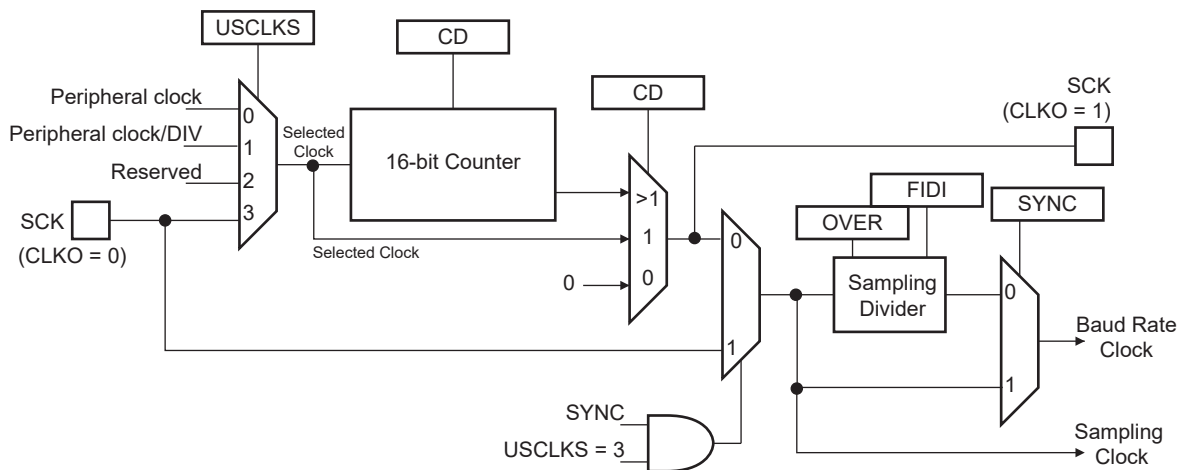 USCLKS
CD
CD
SCK
(CLKO = 1)
Peripheral clock
Peripheral clock/DIV
Reserved
SCK
(CLKO = 0)
0
1
2
3
Selected
Clock
16-bit Counter
Selected Clock
0
>1
1
0
0
1
FIDI
OVER
SYNC
Sampling
Divider
0
1
Baud Rate
Clock
SYNC
USCLKS = 3
Sampling
Clock